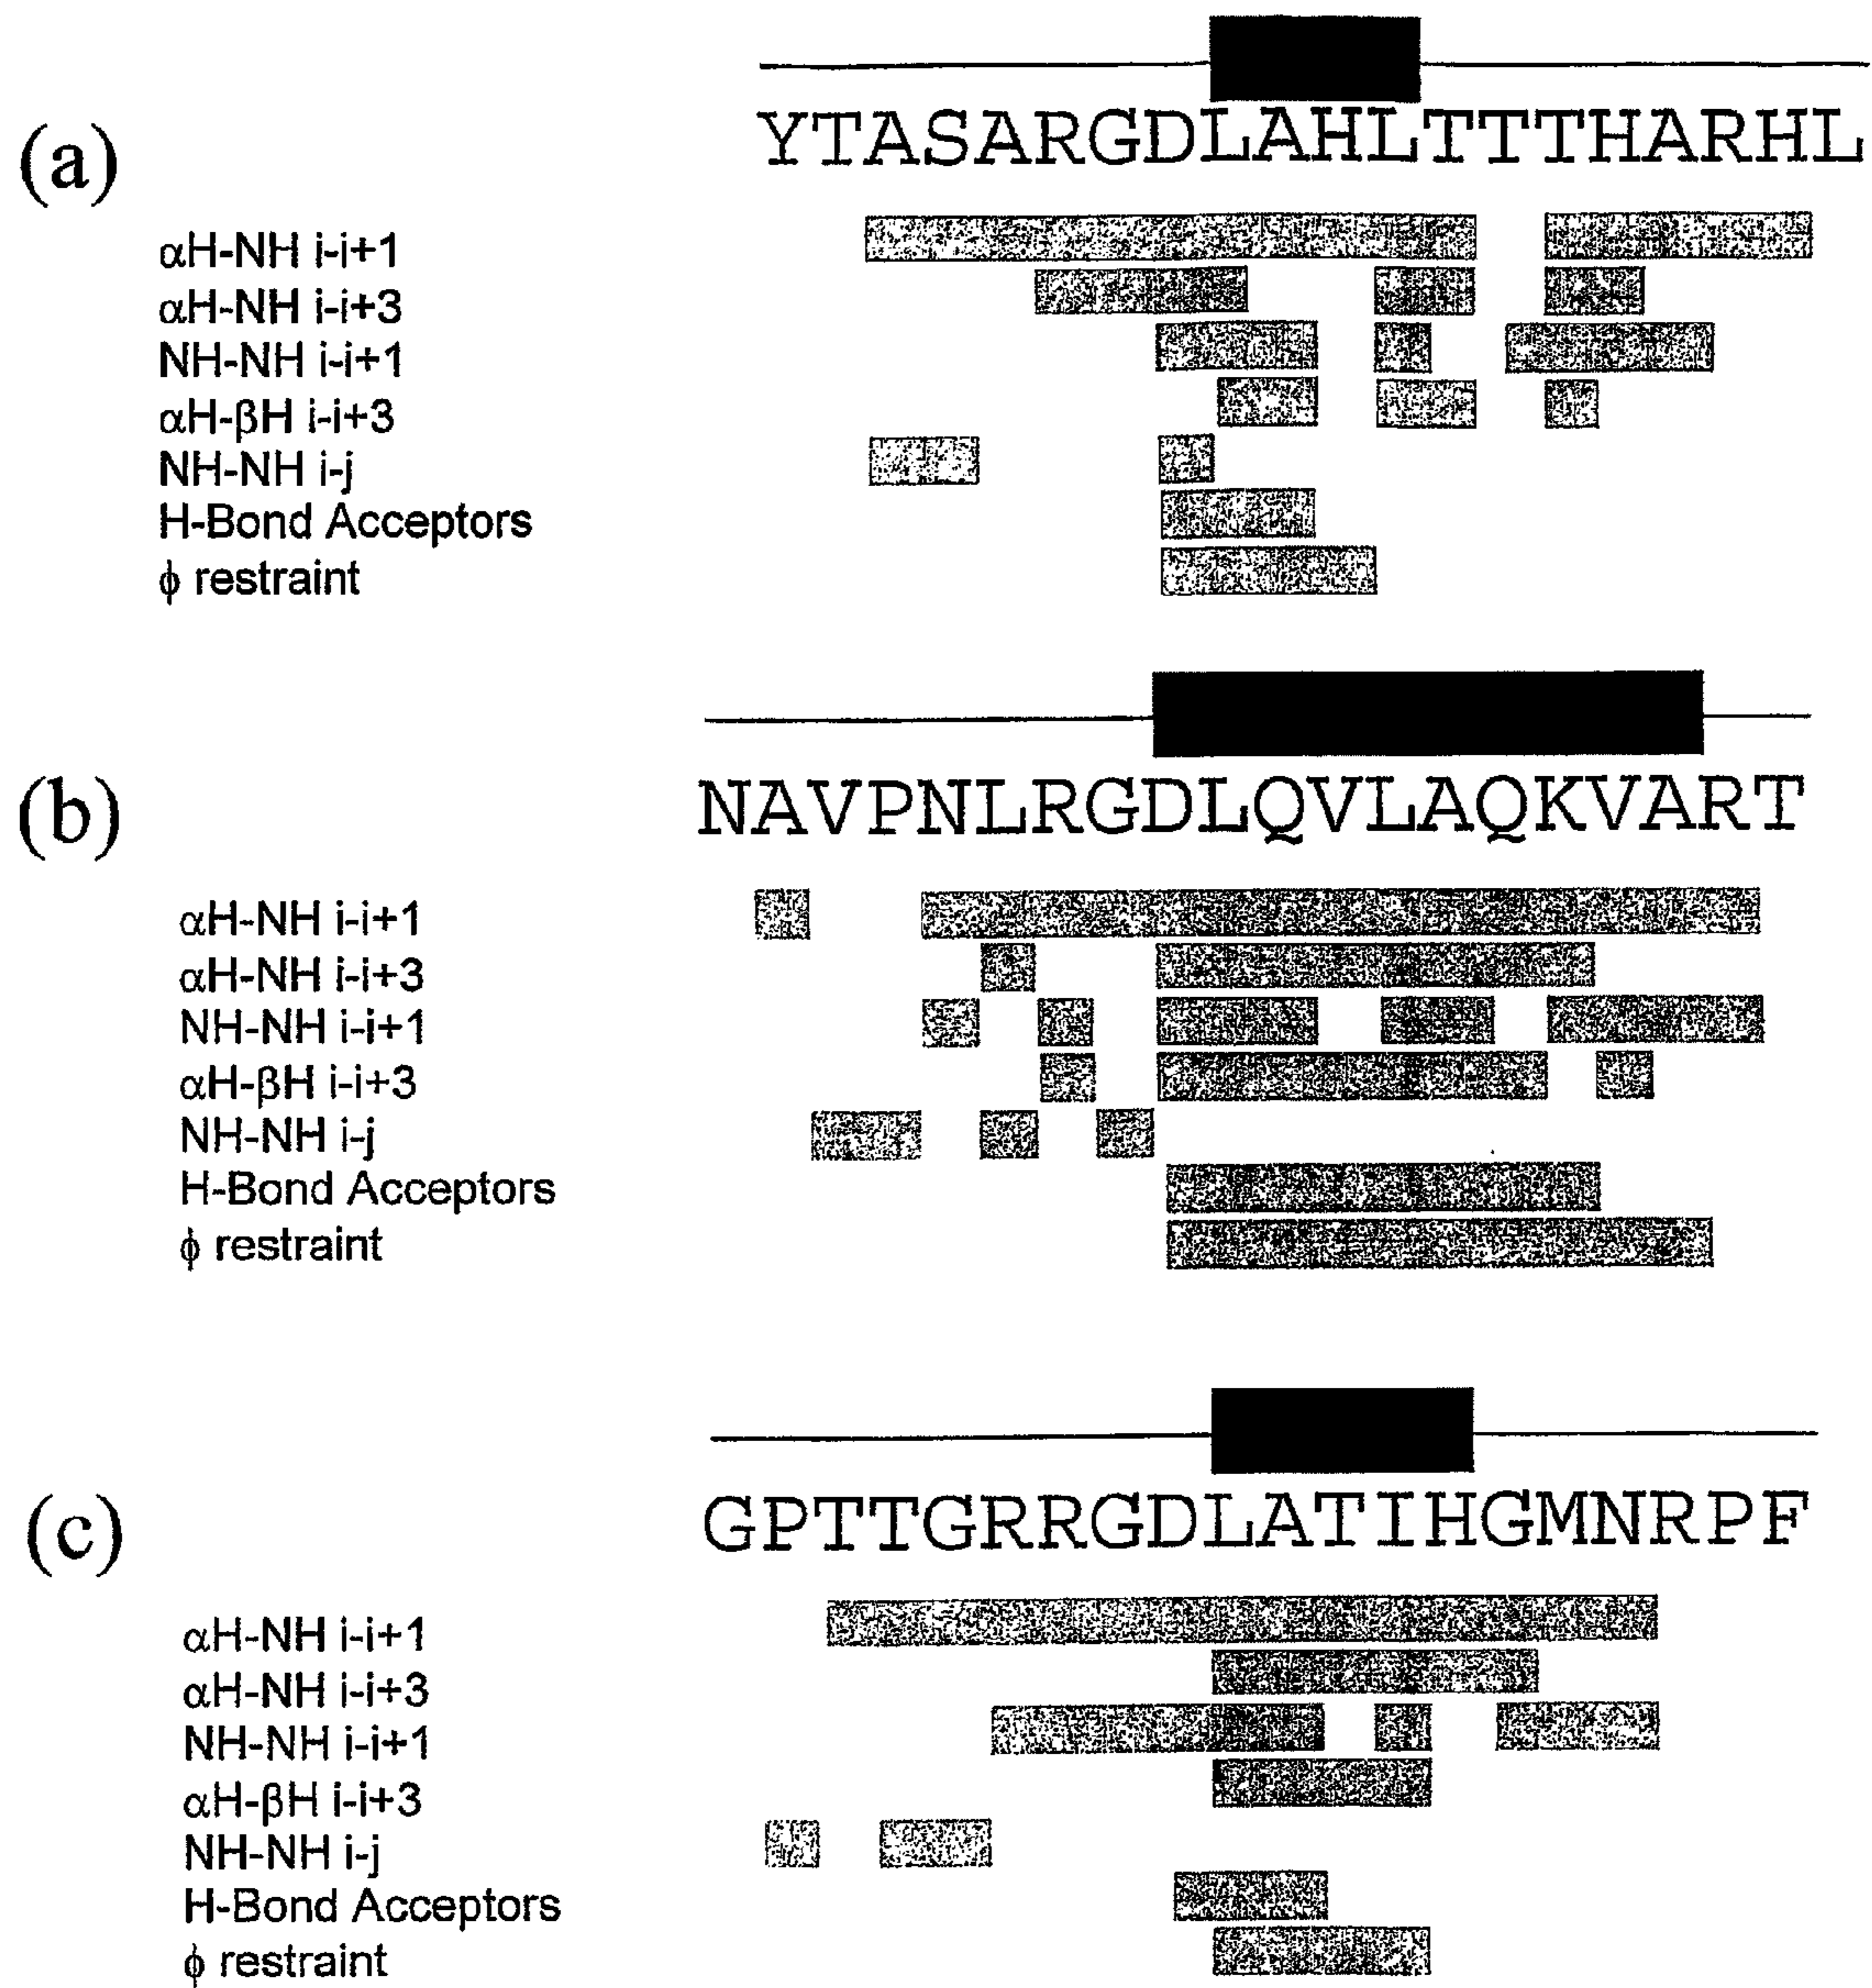 YTASARGDLAHLTTTHARHL
(a)
αH-NH i-i+1
αH-NH i-i+3
NH-NH i-i+1
αH-βH i-i+3
NH-NH i-j
H-Bond Acceptors
ϕ restraint
NAVPNLRGDLQVLAQKVART
(b)
αH-NH i-i+1
αH-NH i-i+3
NH-NH i-i+1
αH-βH i-i+3
NH-NH i-j
H-Bond Acceptors
ϕ restraint
GPTTGRRGDLATIHGMNRPF
(c)
αH-NH i-i+1
αH-NH i-i+3
NH-NH i-i+1
αH-βH i-i+3
NH-NH i-j
H-Bond Acceptors
ϕ restraint